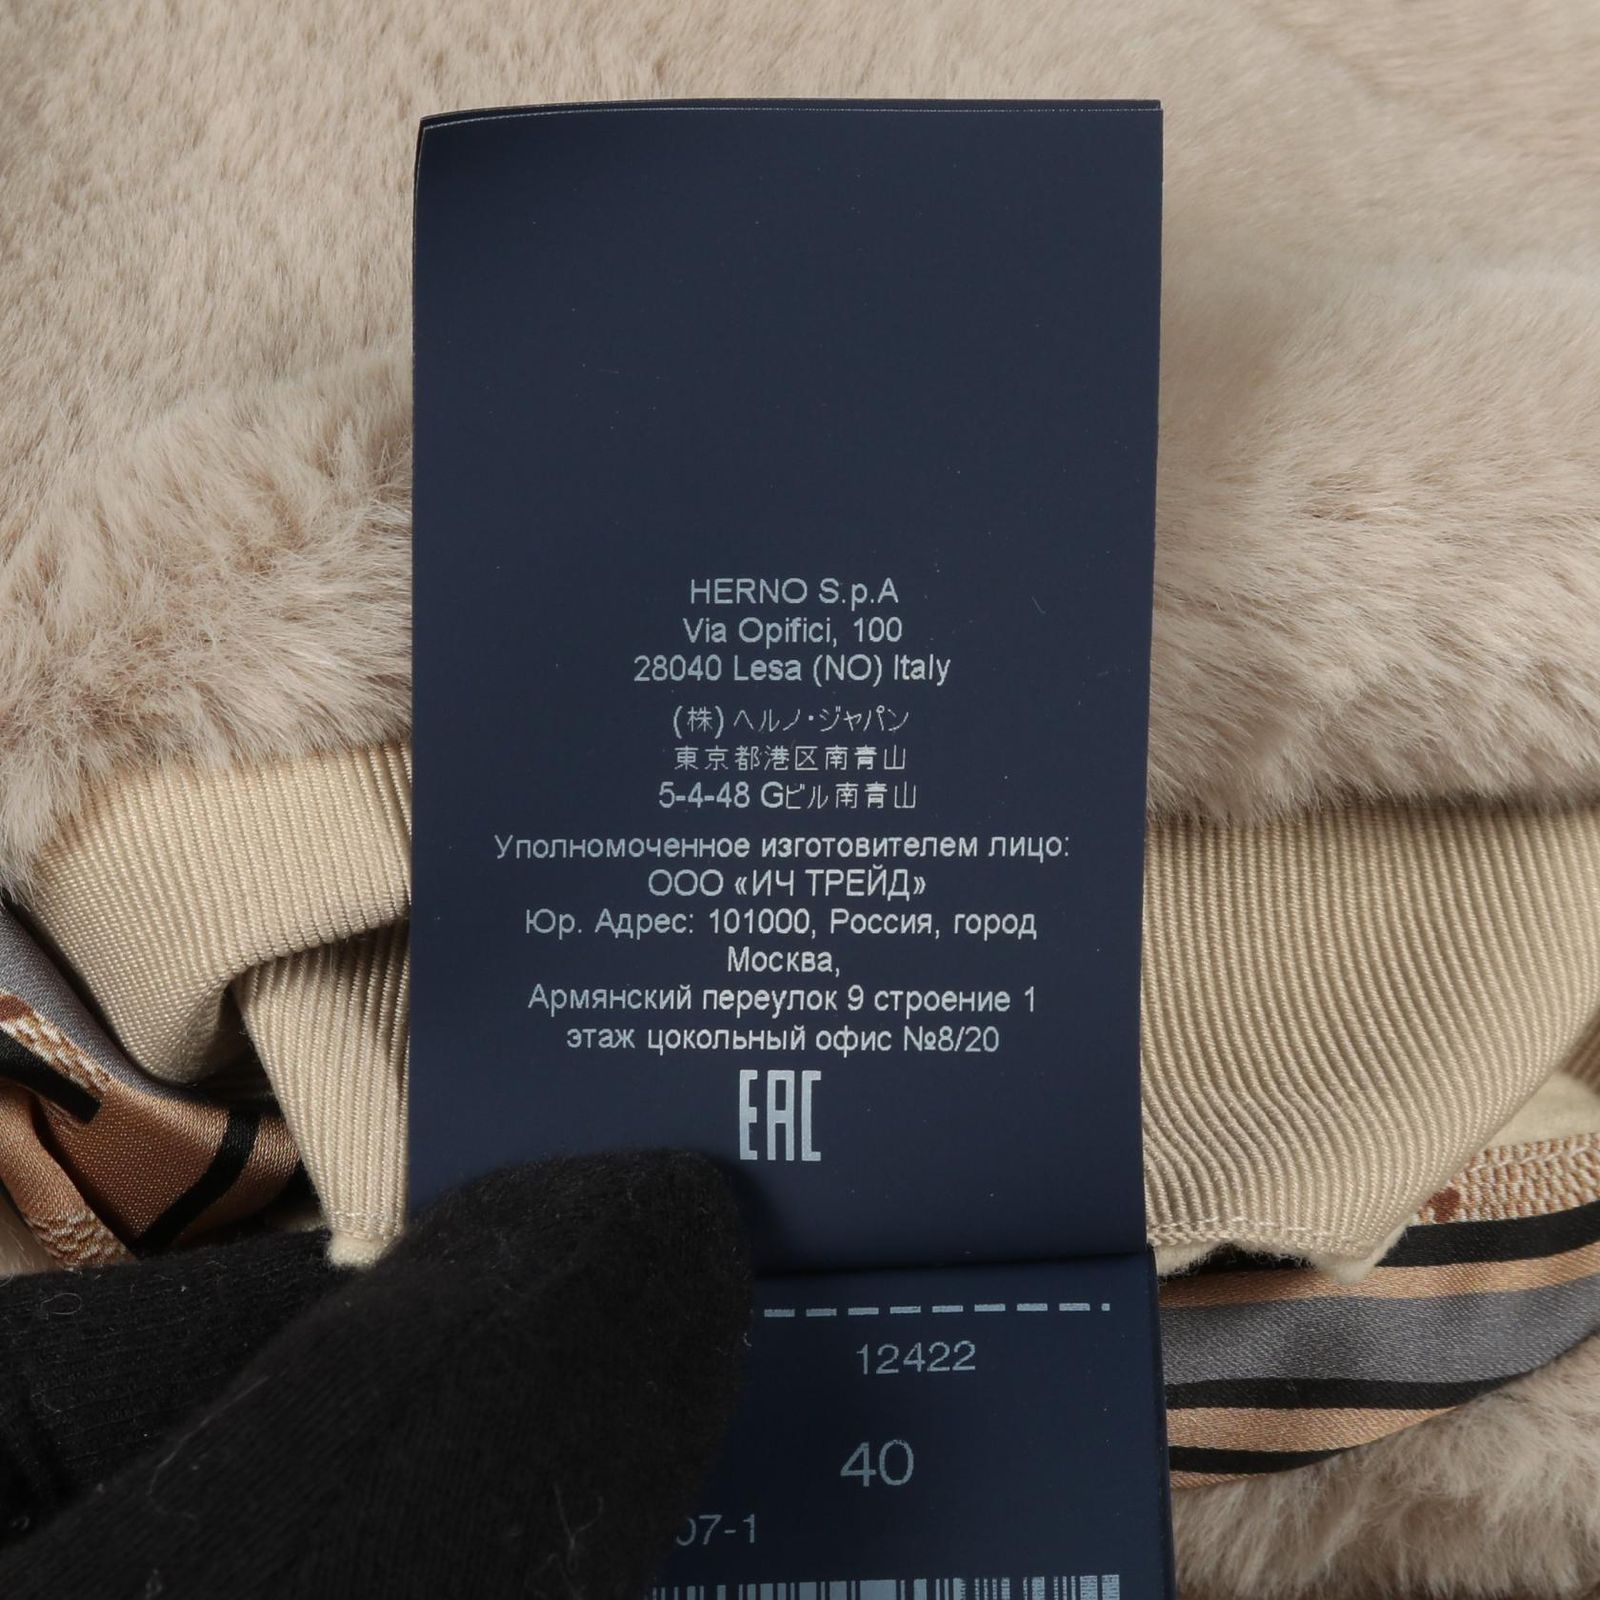 HERNO S.p.A
Via Opifici, 100
28040 Lesa (NO) Italy
(株)ヘルノ・ジャパン
東京都港区南青山
5-4-48 Gビル南青山
Уполномоченное изготовителем лицо:
ООО «ИЧ ТРЕЙД»
Юр. Адрес: 101000, Россия, город
Москва,
Армянский переулок 9 строение 1
этаж цокольный офис №8/20
EAC
12422
40
07-1